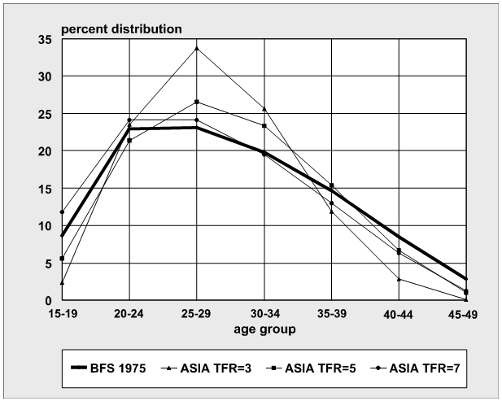 percent distribution
35
30
25
20
15
10
5
0
15-19 20-24 25-29 30-34 35-39 40-44 45-49
age group
BFS 1975 ASIA TFR=3 ASIA TFR=5 ASIA TFR=7